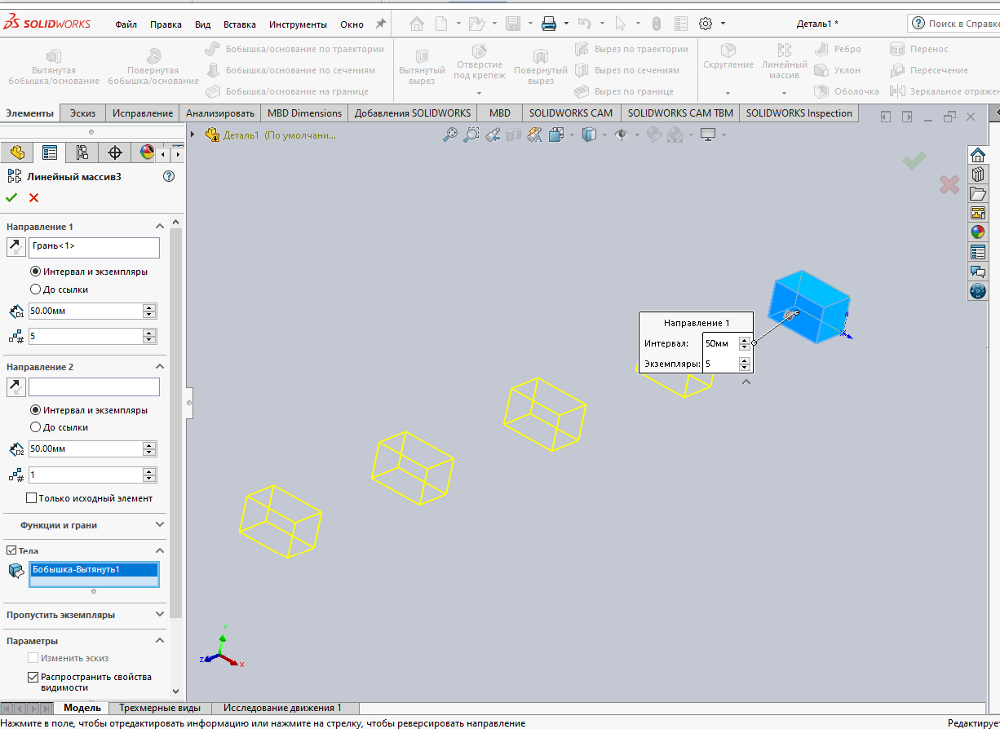 SOLIDWORKS Файл Правка Вид Вставка Инструменты Окно Деталь1 * Поиск в Справке
Вытянутая бобышка/основание
Повернутая бобышка/основание
Бобышка/основание по траектории
Бобышка/основание по сечениям
Бобышка/основание на границе
Вытянутый вырез
Отверстие под крепеж
Повернутый вырез
Вырез по траектории
Вырез по сечениям
Вырез по границе
Скругление
Линейный массив
Ребро
Уклон
Оболочка
Перенос
Пересечение
Зеркальное отражен
Элементы Эскиз Исправление Анализировать MBD Dimensions Добавления SOLIDWORKS MBD SOLIDWORKS CAM SOLIDWORKS CAM TBM SOLIDWORKS Inspection
Деталь1 (По умолчани...
Линейный массив3
Направление 1
Грань<1>
Интервал и экземпляры
До ссылки
D1 50.00мм
# 5
Направление 2
Интервал и экземпляры
До ссылки
D2 50.00мм
# 1
Только исходный элемент
Функции и грани
Тела
Бобышка-Вытянуть1
Пропустить экземпляры
Параметры
Изменить эскиз
Распространить свойства
видимости
Направление 1
Интервал: 50мм
Экземпляры: 5
Y
Z
X
Модель Трехмерные виды Исследование движения 1
Нажмите в поле, чтобы отредактировать информацию или нажмите на стрелку, чтобы реверсировать направление Редактируе